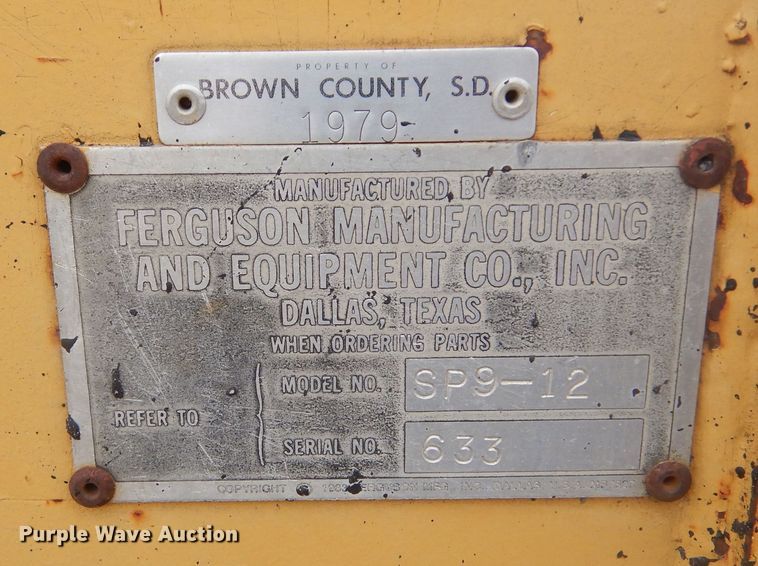 PROPERTY OF
BROWN COUNTY, S.D.
1979
MANUFACTURED BY
FERGUSON MANUFACTURING
AND EQUIPMENT CO., INC.
DALLAS, TEXAS
WHEN ORDERING PARTS
REFER TO
MODEL NO. SP9-12
SERIAL NO. 633
COPYRIGHT ©
Purple Wave Auction